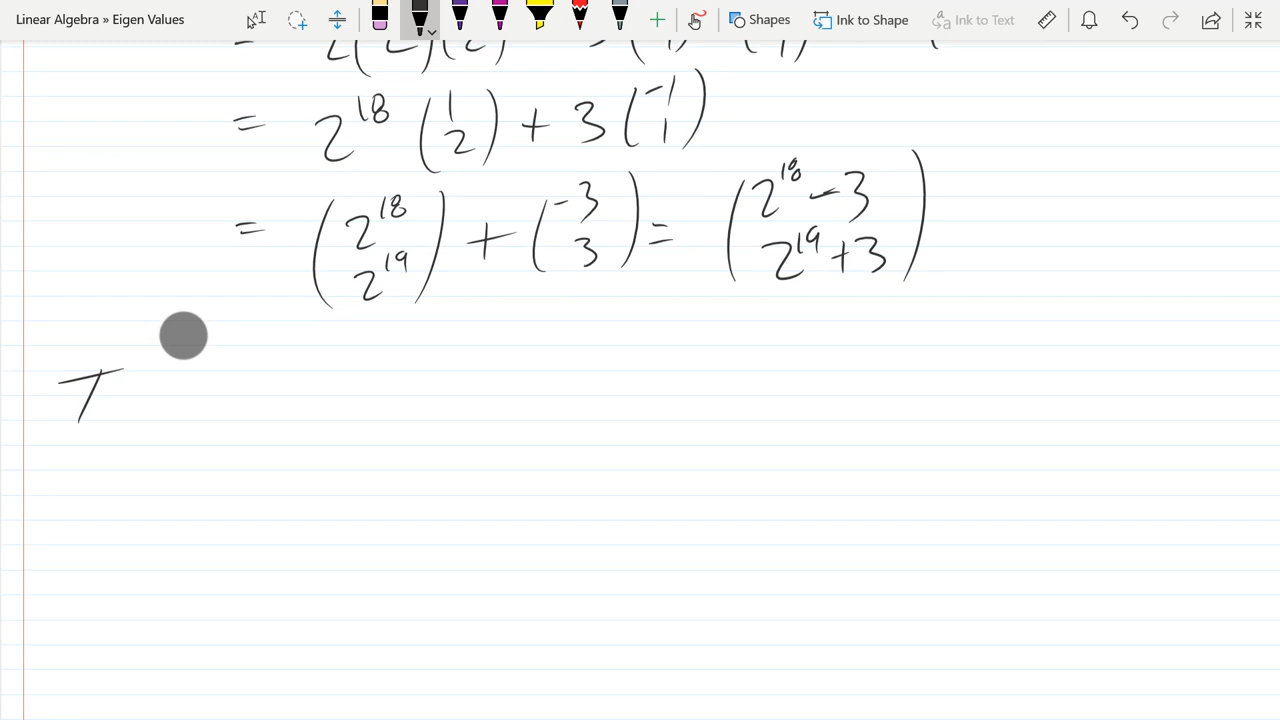 Linear Algebra » Eigen Values Shapes Ink to Shape Ink to Text
= 2^18 (1 2) + 3 (-1 1)
= (2^18 2^19) + (-3 3) = (2^18 - 3 2^19 + 3)
T